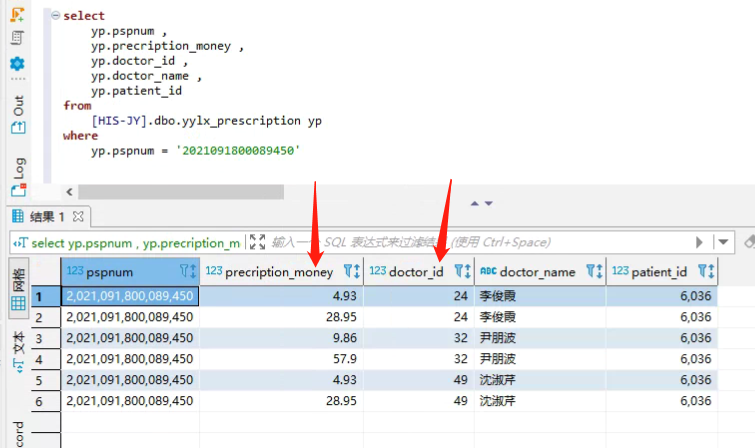 select
yp.pspnum ,
yp.precription_money ,
yp.doctor_id ,
yp.doctor_name ,
yp.patient_id
from
[HIS-JY].dbo.yylx_prescription yp
where
yp.pspnum = '2021091800089450'
Out
Log
结果 1
select yp.pspnum , yp.precription_m
输入一个 SQL 表达式来过滤结果 (使用 Ctrl+Space)
网格
文本
cord
123 pspnum 123 precription_money 123 doctor_id ABC doctor_name 123 patient_id
1 2,021,091,800,089,450 4.93 24 李俊霞 6,036
2 2,021,091,800,089,450 28.95 24 李俊霞 6,036
3 2,021,091,800,089,450 9.86 32 尹朋波 6,036
4 2,021,091,800,089,450 57.9 32 尹朋波 6,036
5 2,021,091,800,089,450 4.93 49 沈淑芹 6,036
6 2,021,091,800,089,450 28.95 49 沈淑芹 6,036